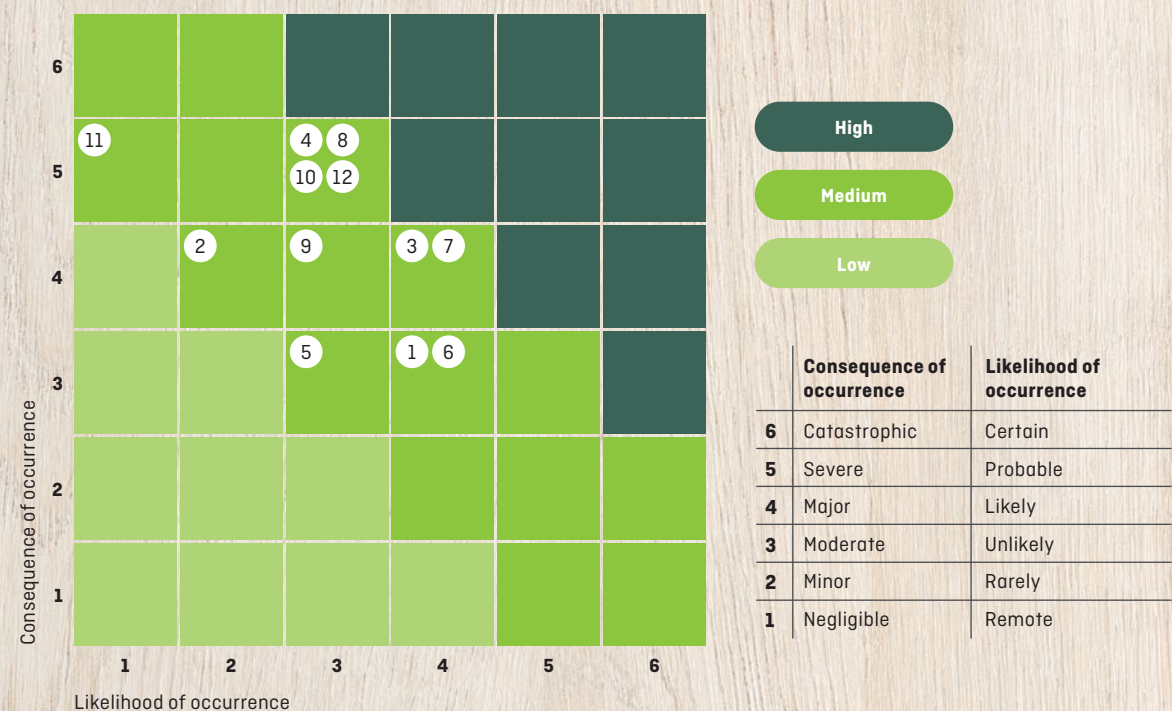 6
11
4 8
10 12
5
2
9
3 7
4
5
1 6
3
2
1
1 2 3 4 5 6
Consequence of occurrence
Likelihood of occurrence
High
Medium
Low
Consequence of occurrence
Likelihood of occurrence
6 Catastrophic Certain
5 Severe Probable
4 Major Likely
3 Moderate Unlikely
2 Minor Rarely
1 Negligible Remote